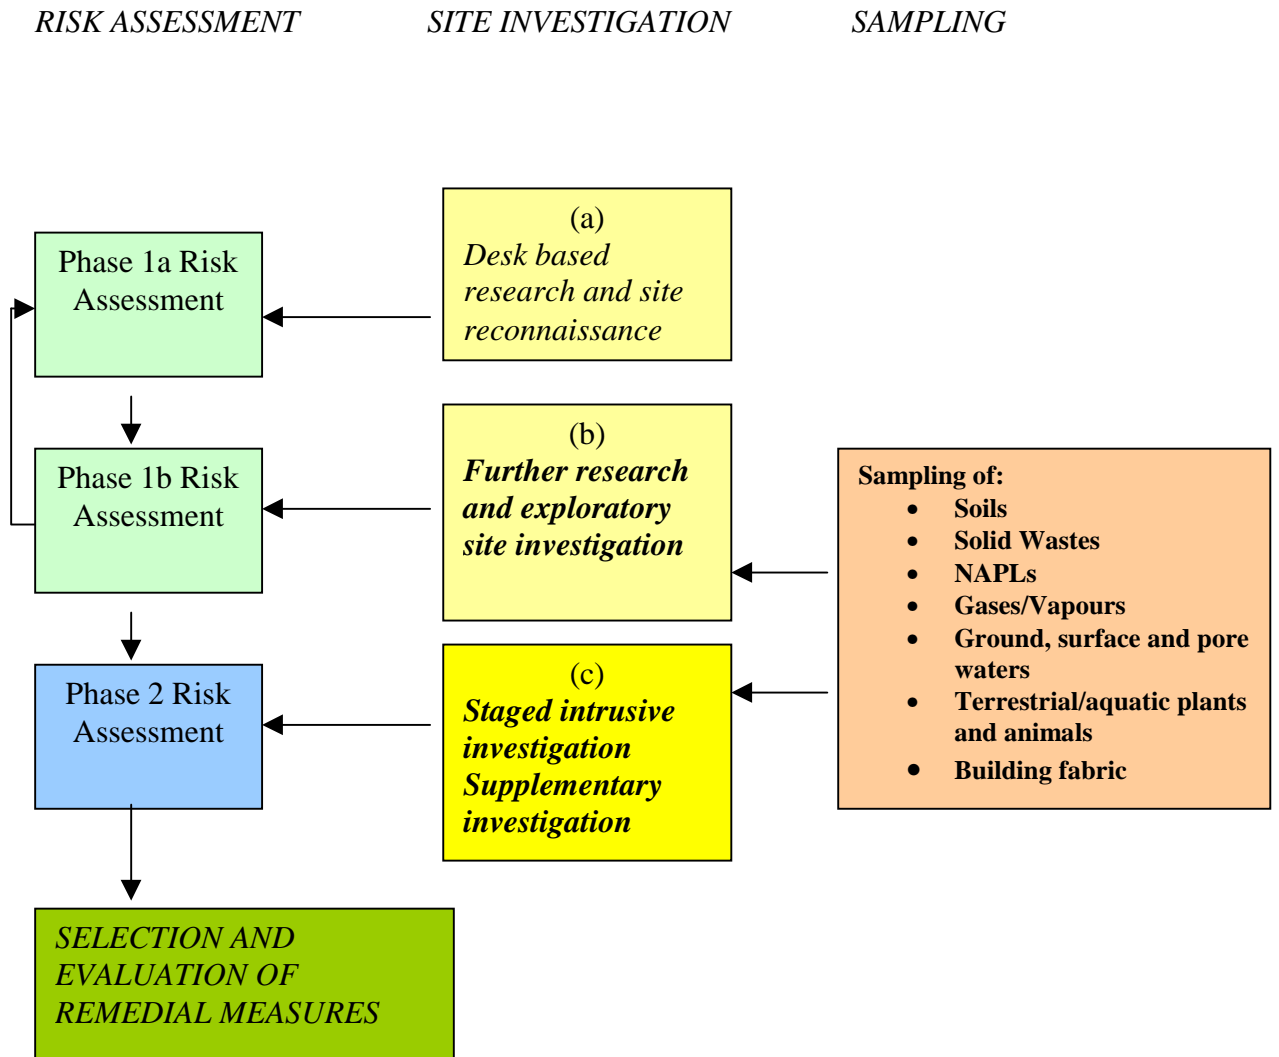 RISK ASSESSMENT
SITE INVESTIGATION
SAMPLING
Phase 1a Risk
Assessment
(a)
Desk based
research and site
reconnaissance
Phase 1b Risk
Assessment
(b)
Further research
and exploratory
site investigation
Sampling of:
• Soils
• Solid Wastes
• NAPLs
• Gases/Vapours
• Ground, surface and pore
waters
• Terrestrial/aquatic plants
and animals
• Building fabric
Phase 2 Risk
Assessment
(c)
Staged intrusive
investigation
Supplementary
investigation
SELECTION AND
EVALUATION OF
REMEDIAL MEASURES